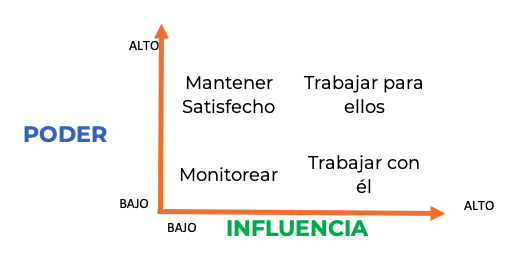 ALTO
Mantener
Satisfecho
Trabajar para
ellos
PODER
Monitorear
Trabajar con
él
BAJO
BAJO
INFLUENCIA
ALTO